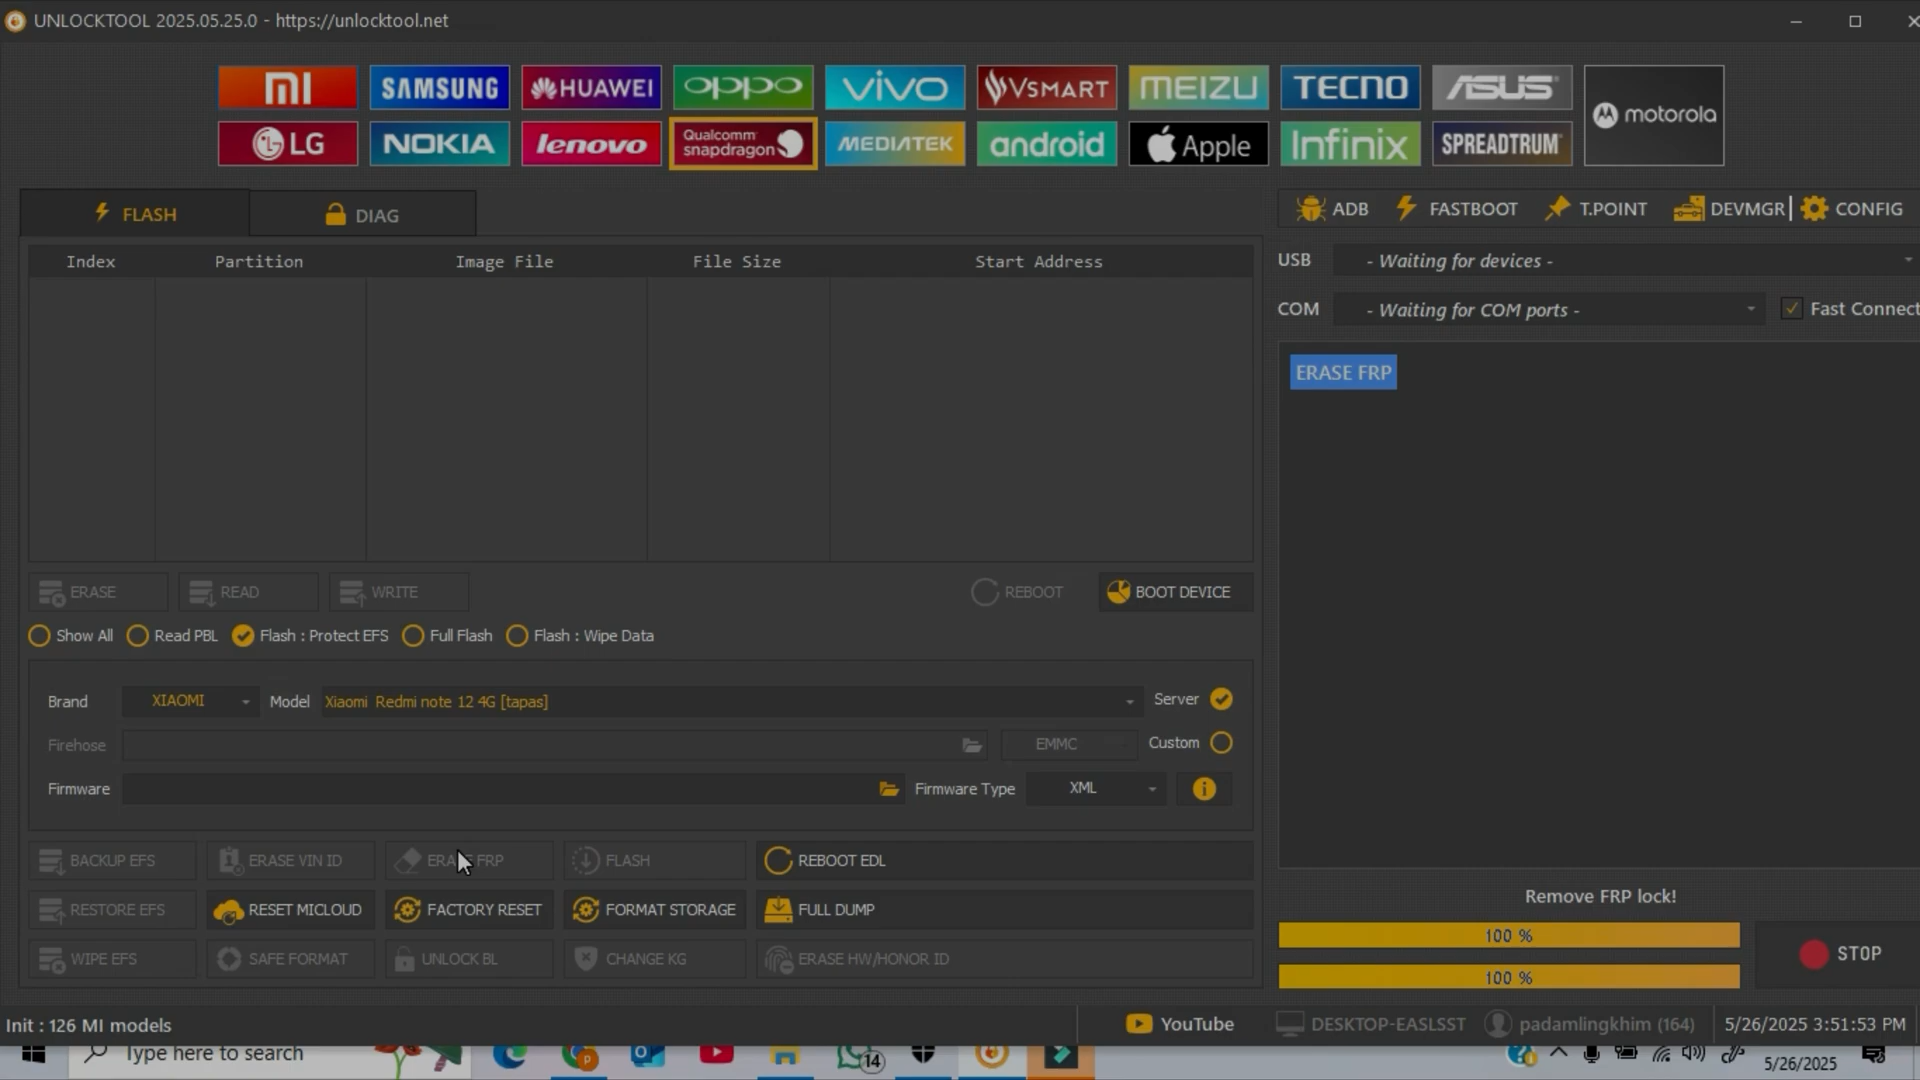 UNLOCKTOOL 2025.05.25.0 - https://unlocktool.net
MI SAMSUNG HUAWEI oppo vivo VSMART MEIZU TECNO ASUS motorola
LG NOKIA lenovo Qualcomm snapdragon MEDIATEK android Apple Infinix SPREADTRUM
FLASH DIAG
ADB FASTBOOT T.POINT DEVMGR CONFIG
Index Partition Image File File Size Start Address
USB - Waiting for devices -
COM - Waiting for COM ports - Fast Connect
ERASE FRP
ERASE READ WRITE REBOOT BOOT DEVICE
Show All Read PBL Flash : Protect EFS Full Flash Flash : Wipe Data
Brand XIAOMI Model Xiaomi Redmi note 12 4G [tapas] Server
Firehose EMMC Custom
Firmware Firmware Type XML
BACKUP EFS ERASE VIN ID ERASE FRP FLASH REBOOT EDL
RESTORE EFS RESET MICLOUD FACTORY RESET FORMAT STORAGE FULL DUMP
WIPE EFS SAFE FORMAT UNLOCK BL CHANGE KG ERASE HW/HONOR ID
Remove FRP lock!
100 %
100 %
STOP
Init : 126 MI models YouTube DESKTOP-EASLSST padamlingkhim (164) 5/26/2025 3:51:53 PM
Type here to search 14 5/26/2025